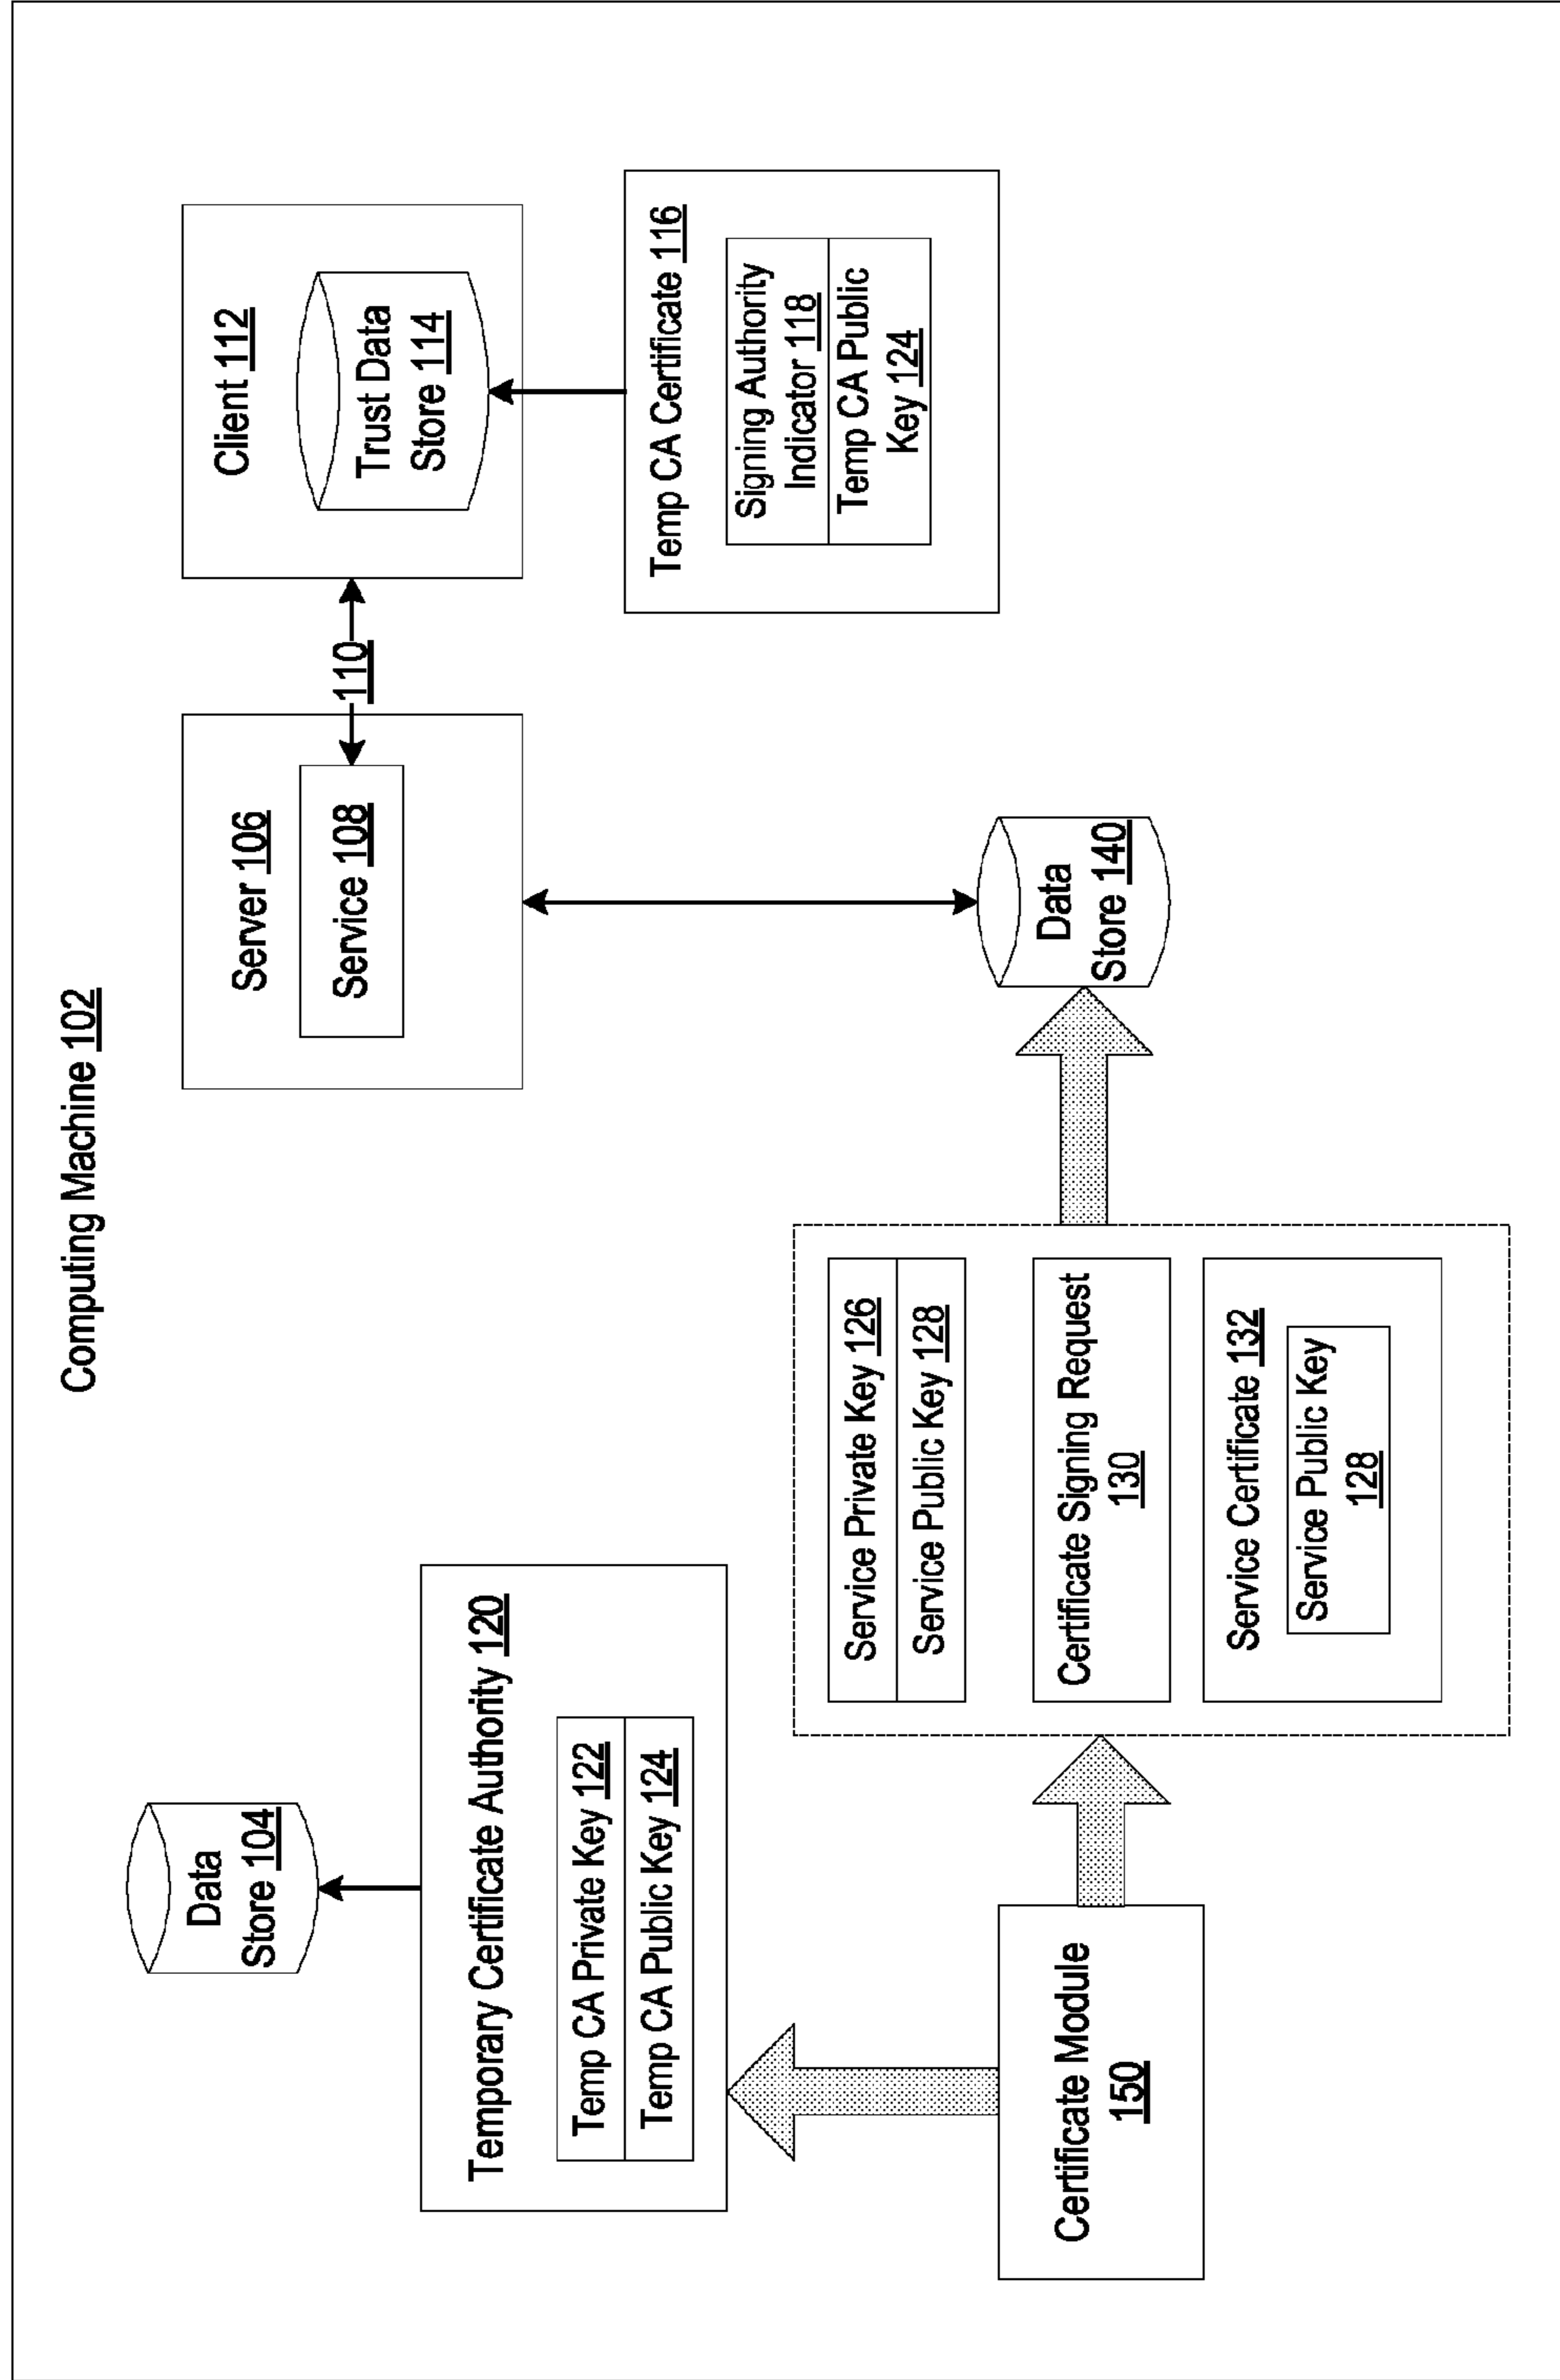 Computing Machine 102
Data
Store 104
Temporary Certificate Authority 120
Temp CA Private Key 122
Temp CA Public Key 124
Certificate Module
150
Service Private Key 126
Service Public Key 128
Certificate Signing Request
130
Service Certificate 132
Service Public Key
128
Server 106
Service 108
110
Data
Store 140
Client 112
Trust Data
Store 114
Temp CA Certificate 116
Signing Authority
Indicator 118
Temp CA Public
Key 124